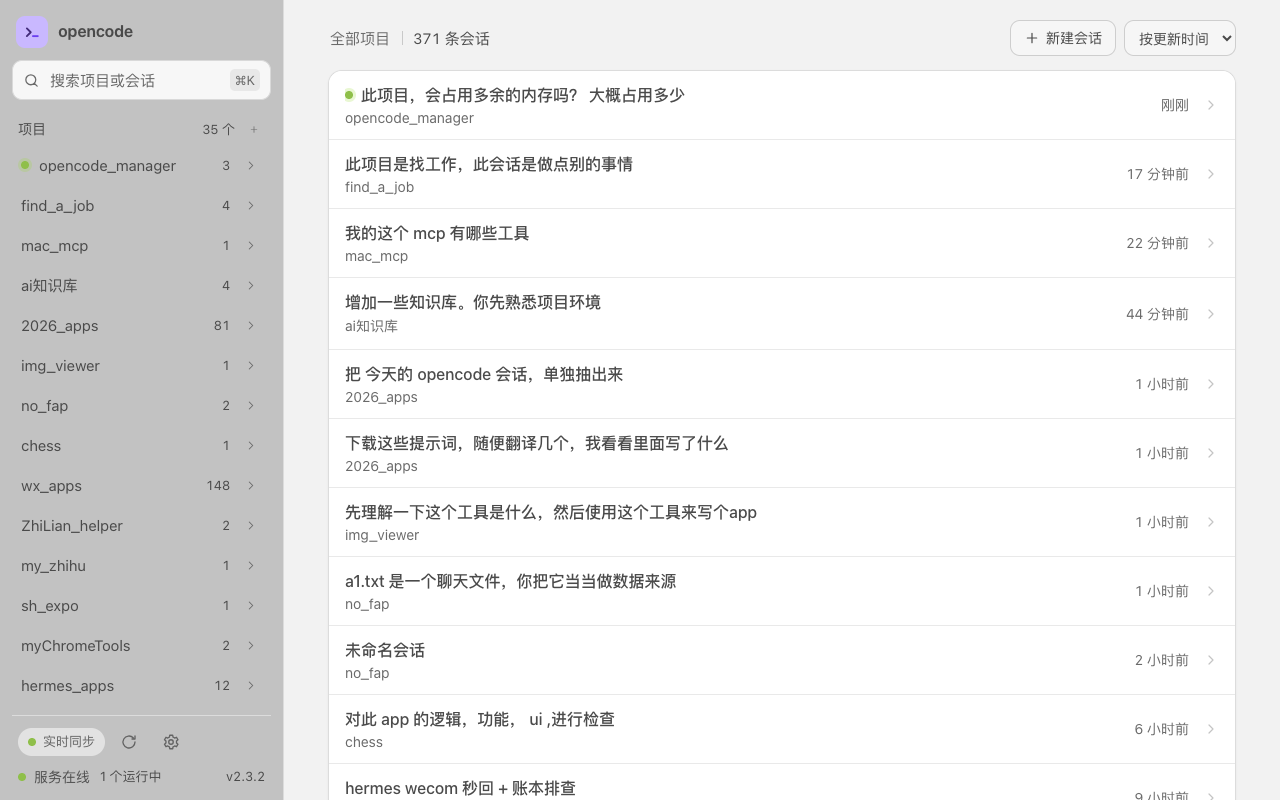 opencode
搜索项目或会话 ⌘K
项目 35 个 +
opencode_manager 3
find_a_job 4
mac_mcp 1
ai知识库 4
2026_apps 81
img_viewer 1
no_fap 2
chess 1
wx_apps 148
ZhiLian_helper 2
my_zhihu 1
sh_expo 1
myChromeTools 2
hermes_apps 12
实时同步
服务在线 1 个运行中 v2.3.2
全部项目 371 条会话 + 新建会话 按更新时间
此项目，会占用多余的内存吗？ 大概占用多少
opencode_manager
刚刚
此项目是找工作，此会话是做点别的事情
find_a_job
17 分钟前
我的这个 mcp 有哪些工具
mac_mcp
22 分钟前
增加一些知识库。你先熟悉项目环境
ai知识库
44 分钟前
把 今天的 opencode 会话，单独抽出来
2026_apps
1 小时前
下载这些提示词，随便翻译几个，我看看里面写了什么
2026_apps
1 小时前
先理解一下这个工具是什么，然后使用这个工具来写个app
img_viewer
1 小时前
a1.txt 是一个聊天文件，你把它当当做数据来源
no_fap
1 小时前
未命名会话
no_fap
2 小时前
对此 app 的逻辑，功能， ui ,进行检查
chess
6 小时前
hermes wecom 秒回 + 账本排查
9 小时前